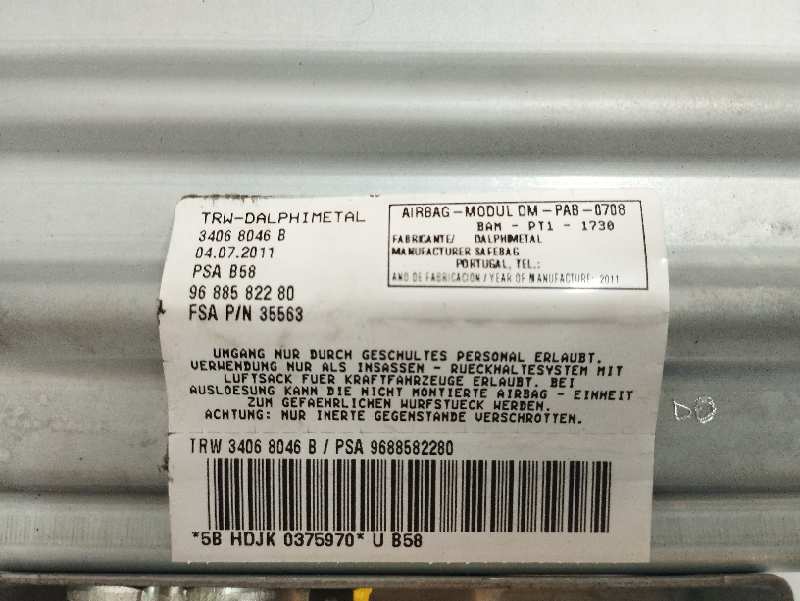 TRW-DALPHIMETAL
3406 8046 B
04.07.2011
PSA B58
96 885 822 80
FSA P/N 35563
AIRBAG-MODUL DM-PAB-0708
BAM - PT1 - 1730
FABRICANTE/ DALPHIMETAL
MANUFACTURER SAFEBAG
PORTUGAL, TEL.:
ANO DE FABRICACION / YEAR OF MANUFACTURE: 2011
UMGANG NUR DURCH GESCHULTES PERSONAL ERLAUBT.
VERWENDUNG NUR ALS INSASSEN - RUECKHALTESYSTEM MIT
LUFTSACK FUER KRAFTFAHRZEUGE ERLAUBT. BEI
AUSLOESUNG KANN DIE NICHT MONTIERTE AIRBAG - EINHEIT
ZUM GEFAEHRLICHEN WURFSTUECK WERDEN.
ACHTUNG: NUR INERTE GEGENSTANDE VERSCHROTTEN.
TRW 3406 8046 B / PSA 9688582280
*5B HDJK 0375970* U B58